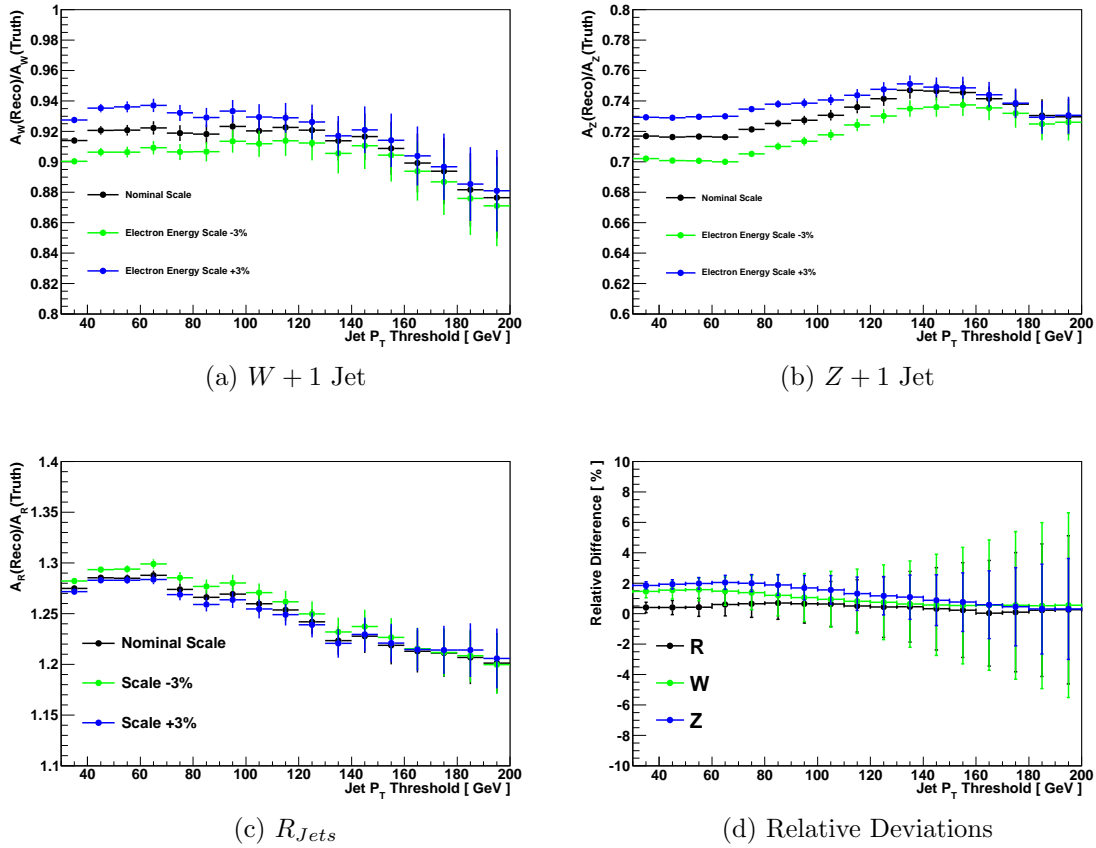 A_W(Reco)/A_W(Truth)
1
0.98
0.96
0.94
0.92
0.9
0.88
0.86
0.84
0.82
0.8
Nominal Scale
Electron Energy Scale -3%
Electron Energy Scale +3%
40 60 80 100 120 140 160 180 200
Jet P_T Threshold [ GeV ]
(a) W + 1 Jet
A_Z(Reco)/A_Z(Truth)
0.8
0.78
0.76
0.74
0.72
0.7
0.68
0.66
0.64
0.62
0.6
Nominal Scale
Electron Energy Scale -3%
Electron Energy Scale +3%
40 60 80 100 120 140 160 180 200
Jet P_T Threshold [ GeV ]
(b) Z + 1 Jet
A_R(Reco)/A_R(Truth)
1.4
1.35
1.3
1.25
1.2
1.15
1.1
Nominal Scale
Scale -3%
Scale +3%
40 60 80 100 120 140 160 180 200
Jet P_T Threshold [ GeV ]
(c) R_Jets
Relative Difference [ % ]
10
8
6
4
2
0
-2
-4
-6
-8
-10
R
W
Z
40 60 80 100 120 140 160 180 200
Jet P_T Threshold [ GeV ]
(d) Relative Deviations